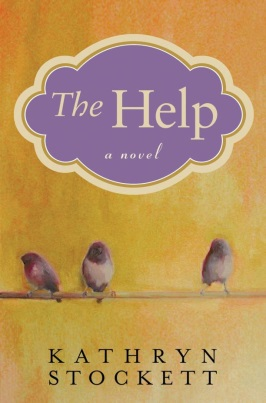 The Help
a novel
KATHRYN
STOCKETT